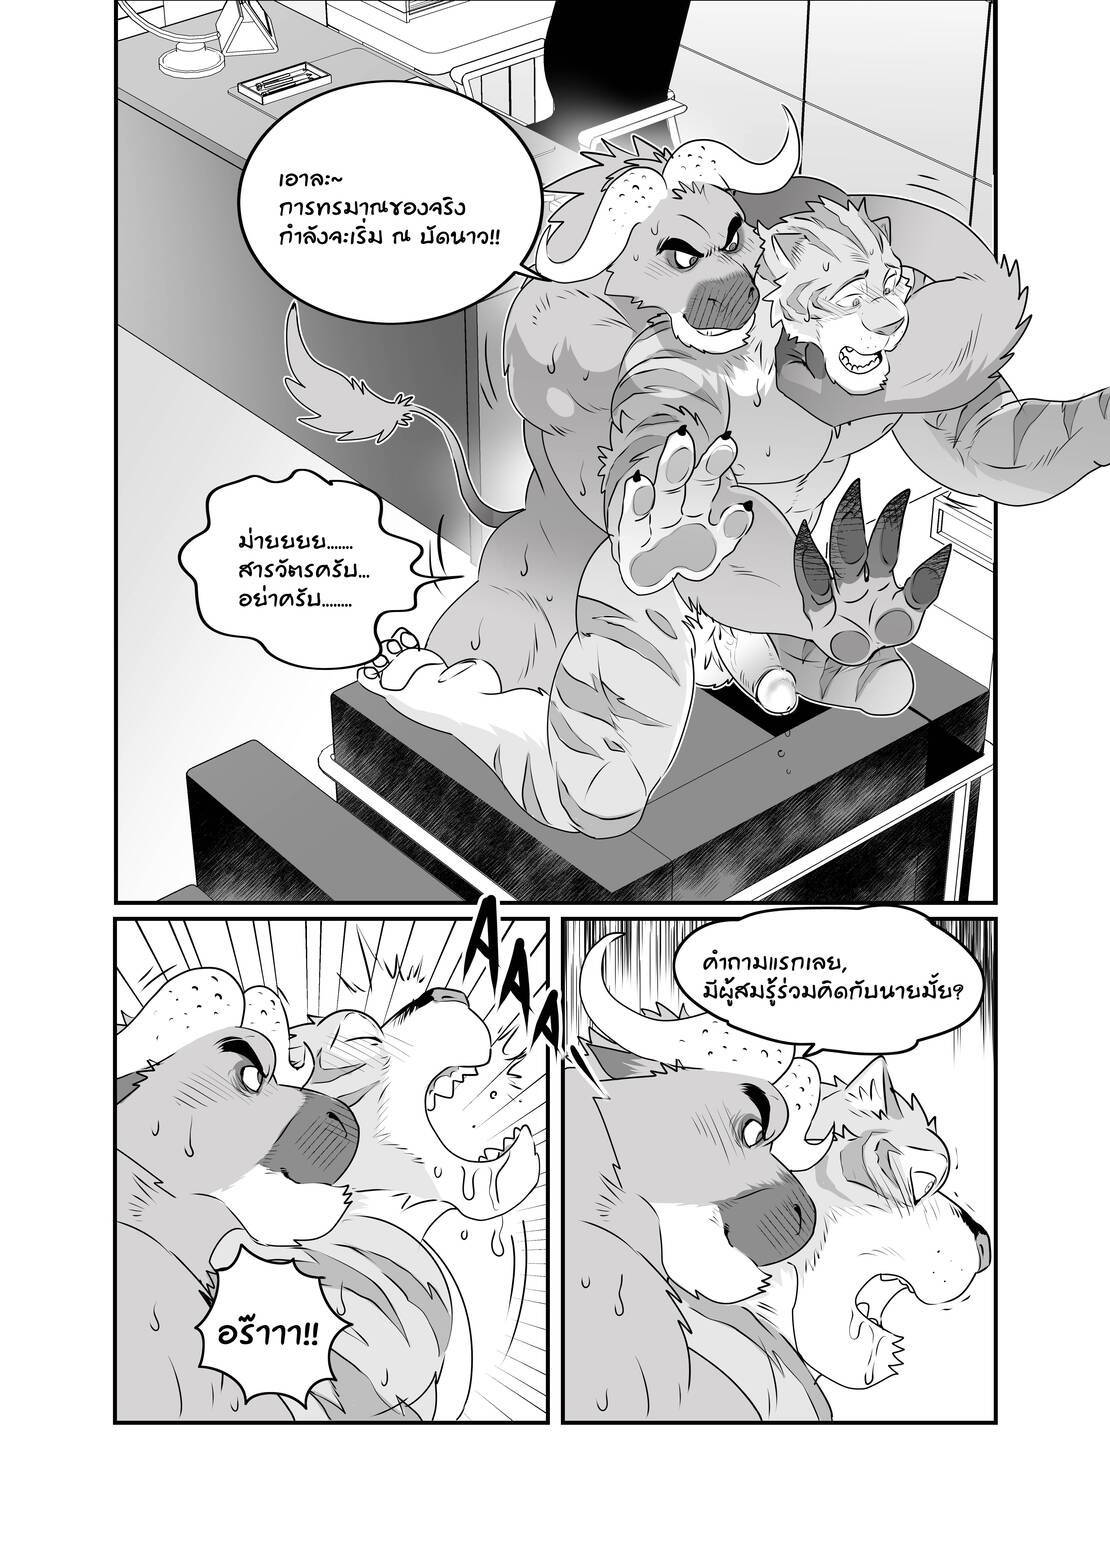 เอาละ~
การทรมาณของจริง
กำลังจะเริ่ม ณ บัดนาว!!
ม่ายยยย.......
สารวัตรครับ...
อย่าครับ........
AAAA
อร๊าาาา!!
คำถามแรกเลย,
มีผู้สมรู้ร่วมคิดกับนายมั้ย?